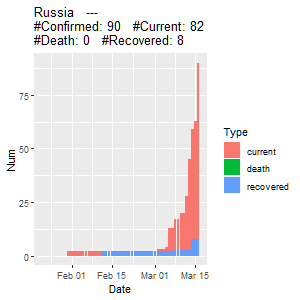 Russia   ---
#Confirmed: 90   #Current: 82
#Death: 0   #Recovered: 8
75
50
25
0
Num
Feb 01
Feb 15
Mar 01
Mar 15
Date
Type
current
death
recovered